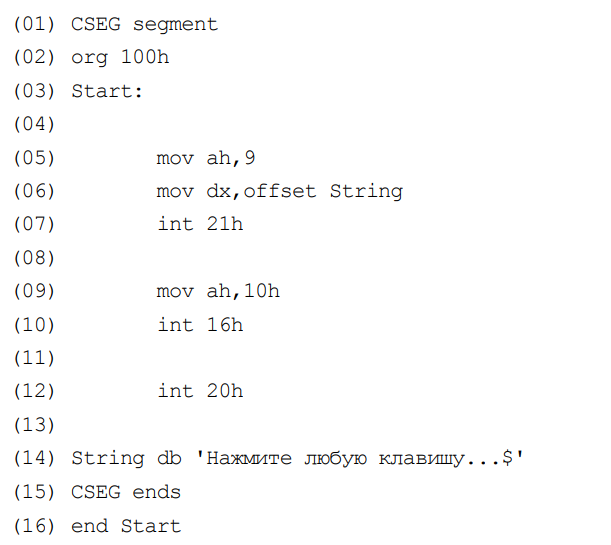 (01) CSEG segment
(02) org 100h
(03) Start:
(04)
(05) mov ah,9
(06) mov dx,offset String
(07) int 21h
(08)
(09) mov ah,10h
(10) int 16h
(11)
(12) int 20h
(13)
(14) String db 'Нажмите любую клавишу...$'
(15) CSEG ends
(16) end Start